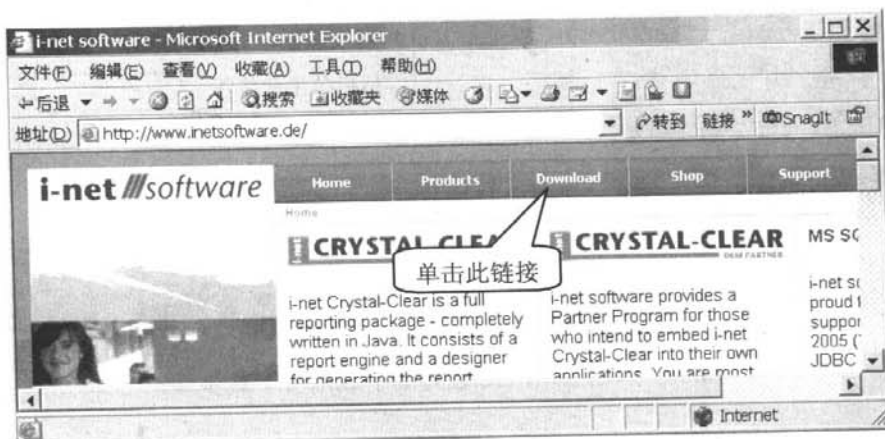 i-net software - Microsoft Internet Explorer
文件(F) 编辑(E) 查看(V) 收藏(A) 工具(T) 帮助(H)
后退 搜索 收藏夹 媒体
地址(D) http://www.inetsoftware.de/ 转到 链接 » SnagIt
i-net software
Home Products Download Shop Support
Home
CRYSTAL-CLEAR
单击此链接
i-net Crystal-Clear is a full
reporting package - completely
written in Java. It consists of a
report engine and a designer
for generating the report
CRYSTAL-CLEAR
OEM PARTNER
i-net software provides a
Partner Program for those
who intend to embed i-net
Crystal-Clear into their own
applications. You are most
MS SQ
i-net so
proud t
suppor
2005 (
JDBC
Internet